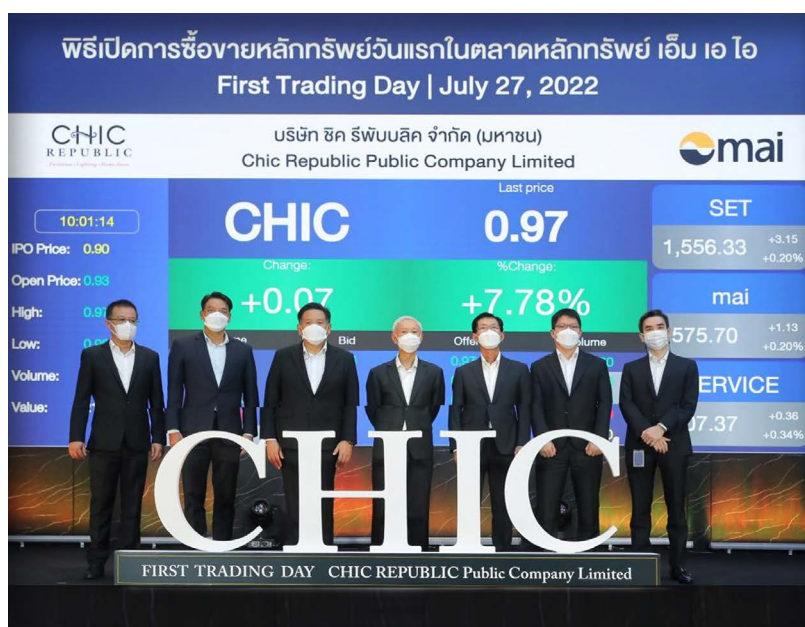 พิธีเปิดการซื้อขายหลักทรัพย์วันแรกในตลาดหลักทรัพย์ เอ็ม เอ ไอ
First Trading Day | July 27, 2022
CHIC
REPUBLIC
บริษัท ชิค รีพับบลิค จำกัด (มหาชน)
Chic Republic Public Company Limited
mai
10:01:14
IPO Price: 0.90
Open Price: 0.93
High: 0.97
Low:
Volume:
Value:
CHIC
Last price
0.97
Change:
+0.07
%Change:
+7.78%
Bid
SET
1,556.33
+3.15
+0.20%
mai
575.70
+1.13
+0.20%
ERVICE
07.37
+0.36
+0.34%
CHIC
FIRST TRADING DAY CHIC REPUBLIC Public Company Limited